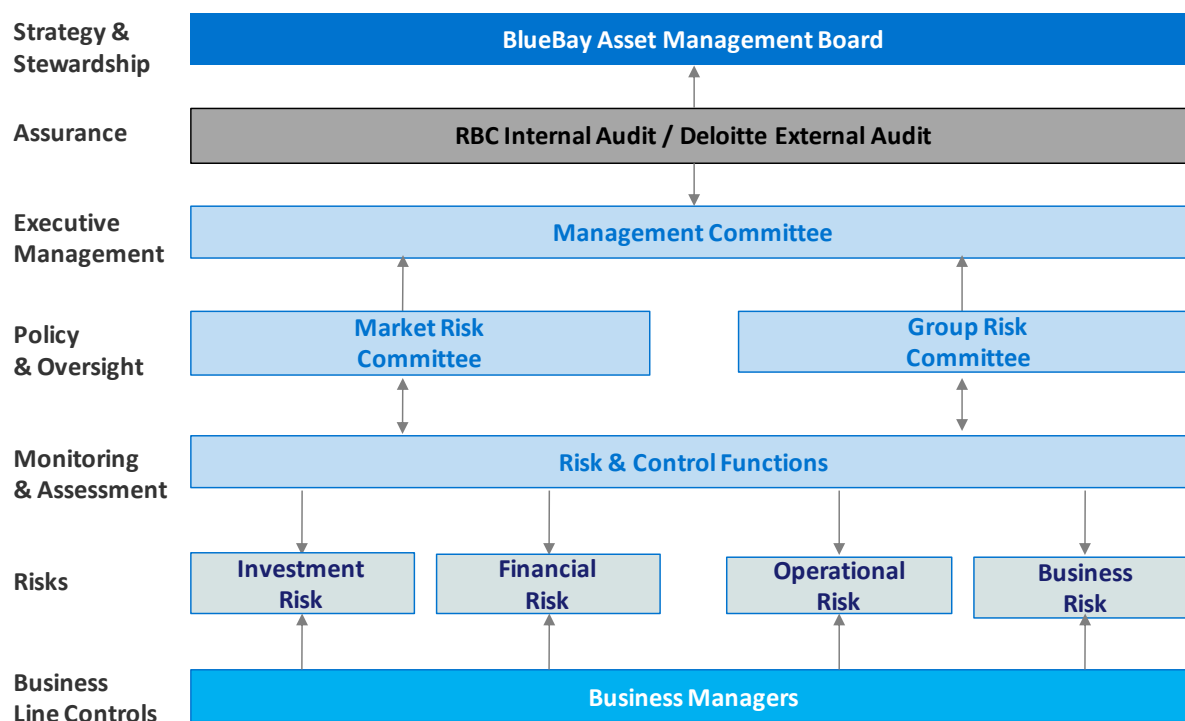 Strategy &
Stewardship
BlueBay Asset Management Board
Assurance
RBC Internal Audit / Deloitte External Audit
Executive
Management
Management Committee
Policy
& Oversight
Market Risk
Committee
Group Risk
Committee
Monitoring
& Assessment
Risk & Control Functions
Risks
Investment
Risk
Financial
Risk
Operational
Risk
Business
Risk
Business
Line Controls
Business Managers